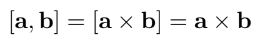 [a, b] = [a × b] = a × b